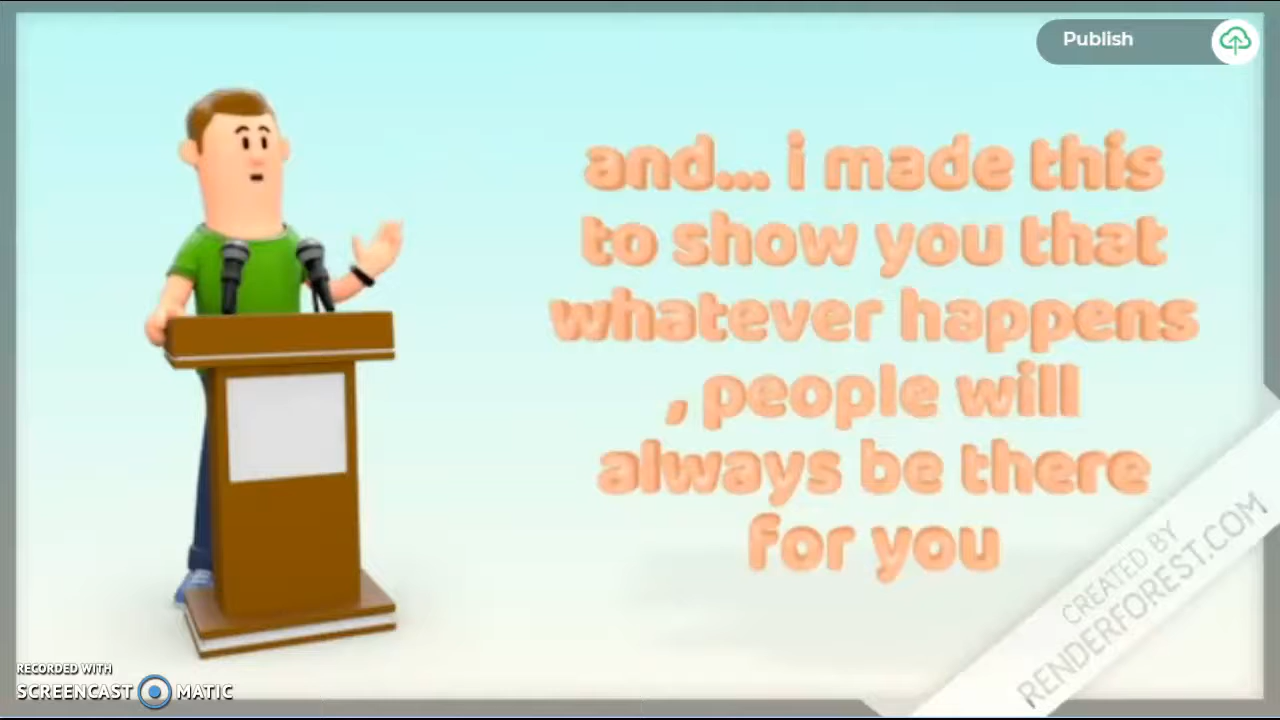 Publish
and... i made this
to show you that
whatever happens
, people will
always be there
for you
CREATED BY
RENDERFOREST.COM
RECORDED WITH
SCREENCAST MATIC